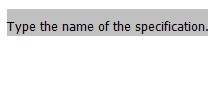 Type the name of the specification.